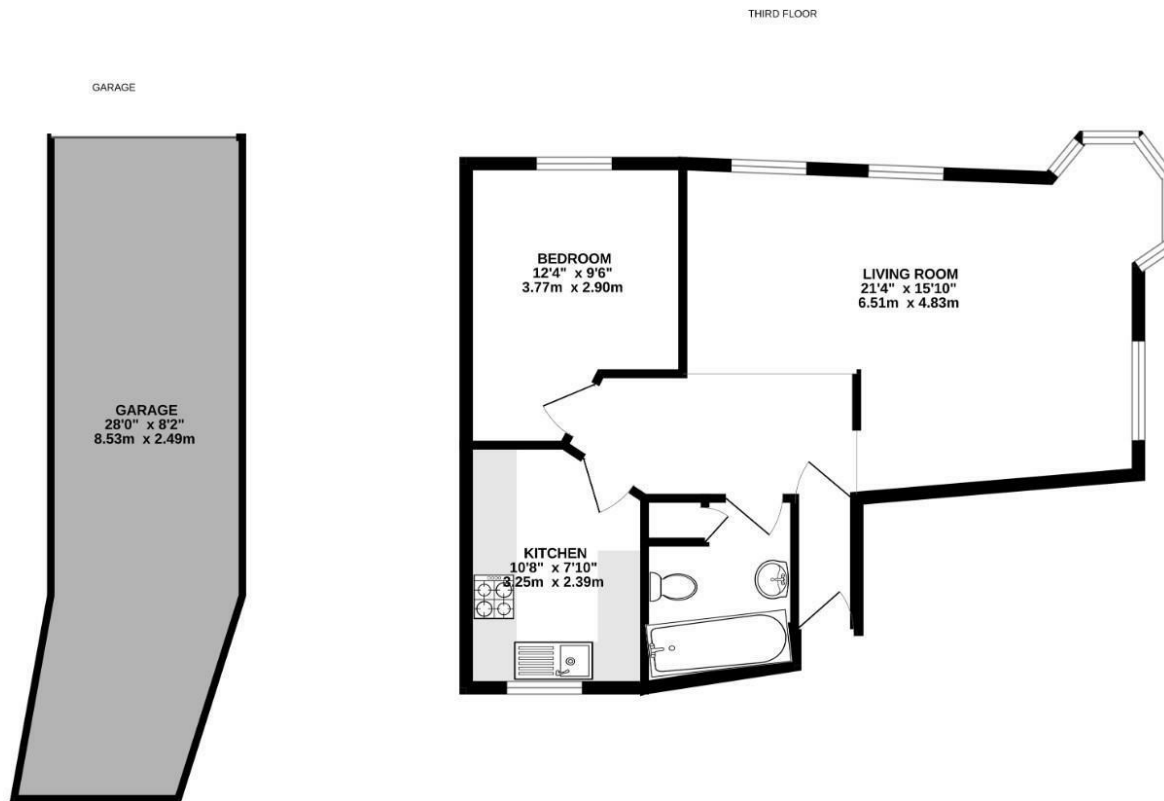 THIRD FLOOR
GARAGE
BEDROOM
12'4" x 9'6"
3.77m x 2.90m
LIVING ROOM
21'4" x 15'10"
6.51m x 4.83m
GARAGE
28'0" x 8'2"
8.53m x 2.49m
KITCHEN
10'8" x 7'10"
3.25m x 2.39m